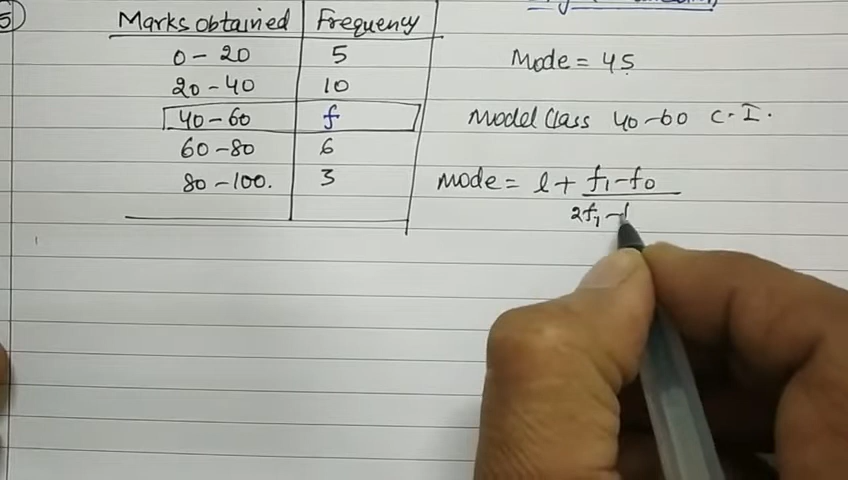 5
Marks obtained Frequency
0 - 20 5
20 - 40 10
40 - 60 f
60 - 80 6
80 - 100. 3
Mode = 45
Model Class 40 - 60 C.I.
Mode = l + f1 - f0
2f1 -